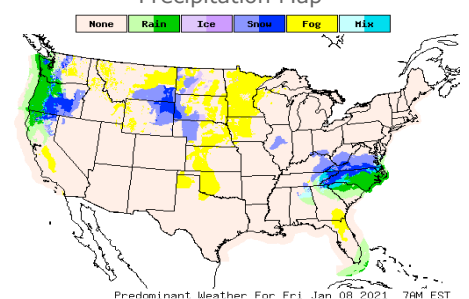 Precipitation Map
None Rain Ice Snow Fog Mix
Predominant Weather For Fri Jan 08 2021 7AM EST